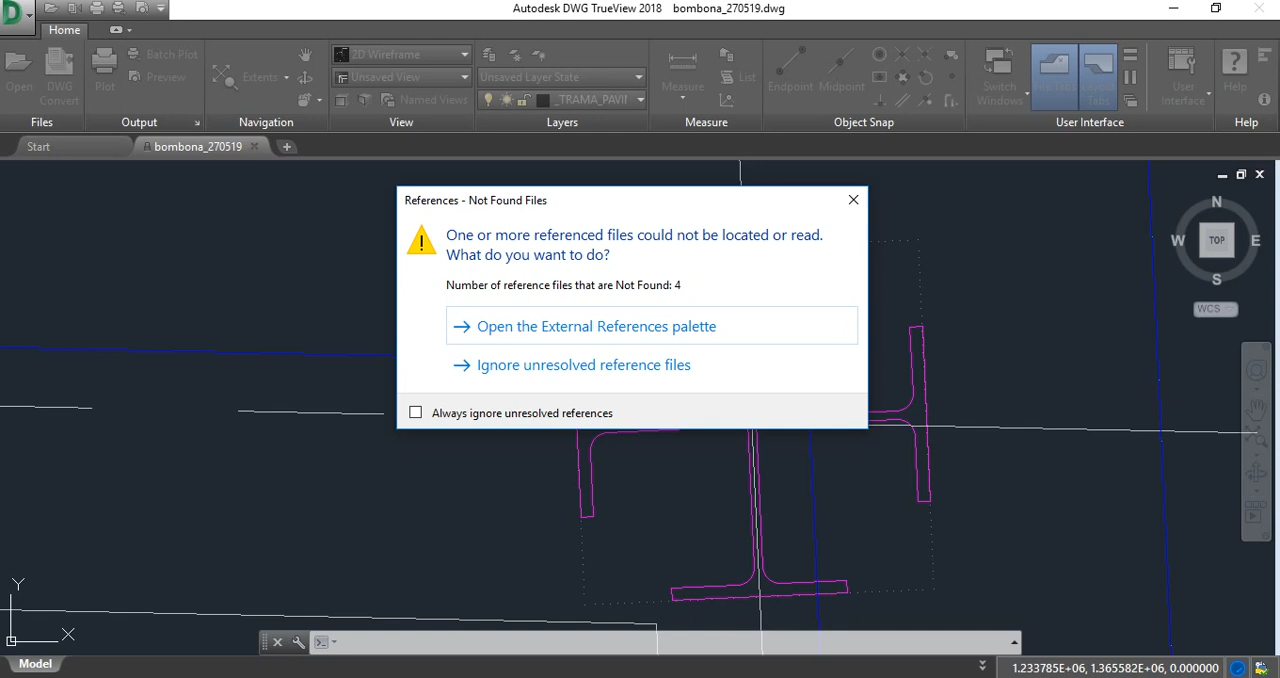 D
Autodesk DWG TrueView 2018 bombona_270519.dwg
Home
Open
DWG Convert
Files
Plot
Batch Plot
Preview
Output
Extents
Navigation
2D Wireframe
Unsaved View
Named Views
View
Unsaved Layer State
_TRAMA_PAVI
Layers
Measure
List
Measure
Endpoint
Midpoint
Object Snap
Switch Windows
User Interface
User Interface
Help
Help
Start
bombona_270519
References - Not Found Files
One or more referenced files could not be located or read.
What do you want to do?
Number of reference files that are Not Found: 4
Open the External References palette
Ignore unresolved reference files
Always ignore unresolved references
N
W
TOP
E
S
WCS
Y
X
Model
1.233785E+06, 1.365582E+06, 0.000000